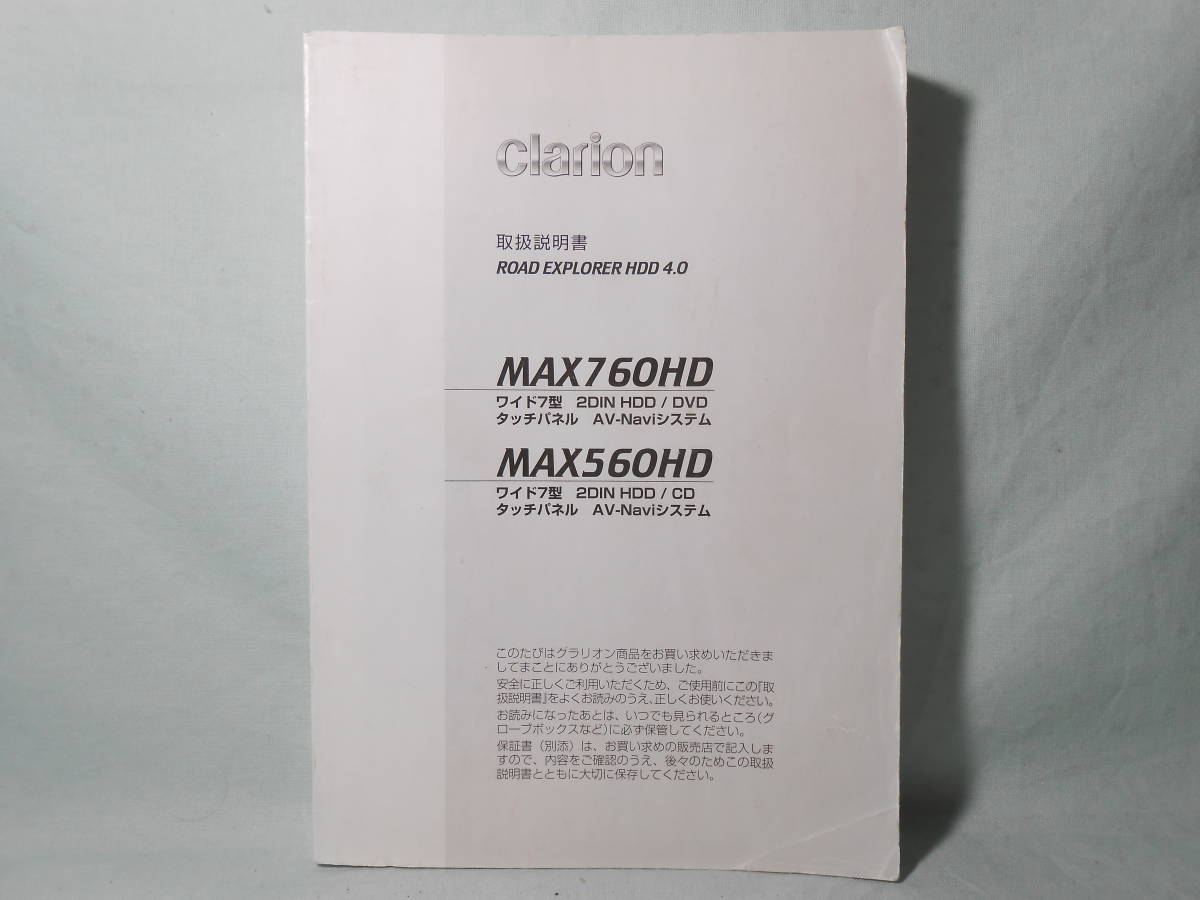 clarion
取扱説明書
ROAD EXPLORER HDD 4.0
MAX760HD
ワイド7型 2DIN HDD / DVD
タッチパネル AV-Naviシステム
MAX560HD
ワイド7型 2DIN HDD / CD
タッチパネル AV-Naviシステム
このたびはクラリオン商品をお買い求めいただきま
してまことにありがとうございました。
安全に正しくご利用いただくため、ご使用前にこの『取
扱説明書』をよくお読みのうえ、正しくお使いください。
お読みになったあとは、いつでも見られるところ(グ
ローブボックスなど)に必ず保管してください。
保証書(別添)は、お買い求めの販売店で記入しま
すので、内容をご確認のうえ、後々のためこの取扱
説明書とともに大切に保存してください。